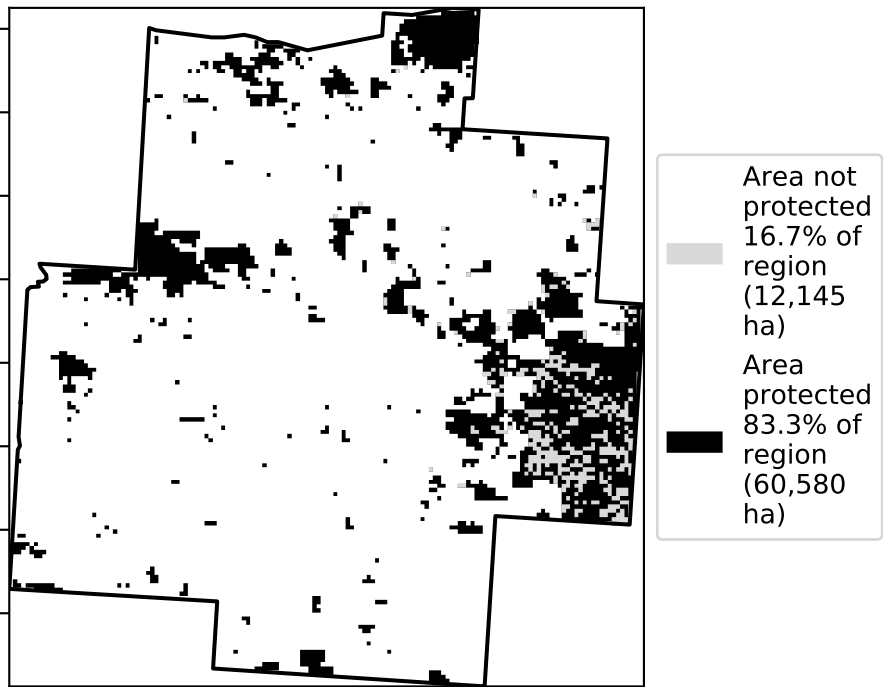 Area not
protected
16.7% of
region
(12,145
ha)
Area
protected
83.3% of
region
(60,580
ha)